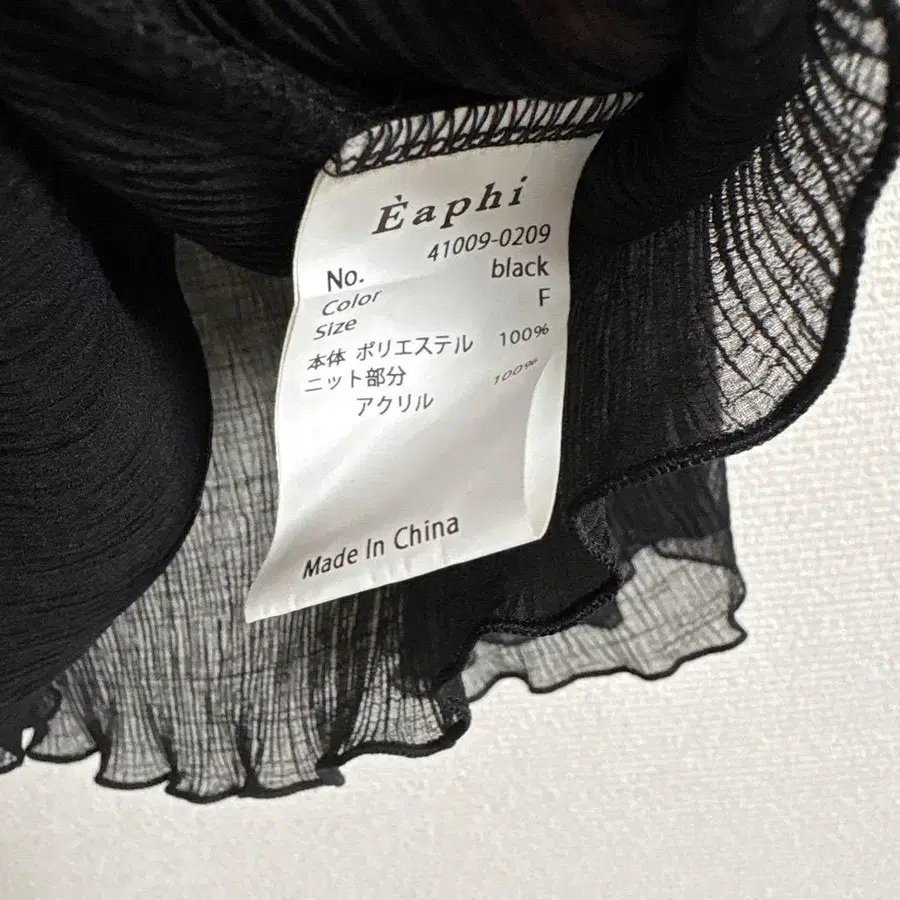 Èaphi
No. 41009-0209
Color black
Size F
本体 ポリエステル 100%
ニット部分
アクリル 100%
Made In China